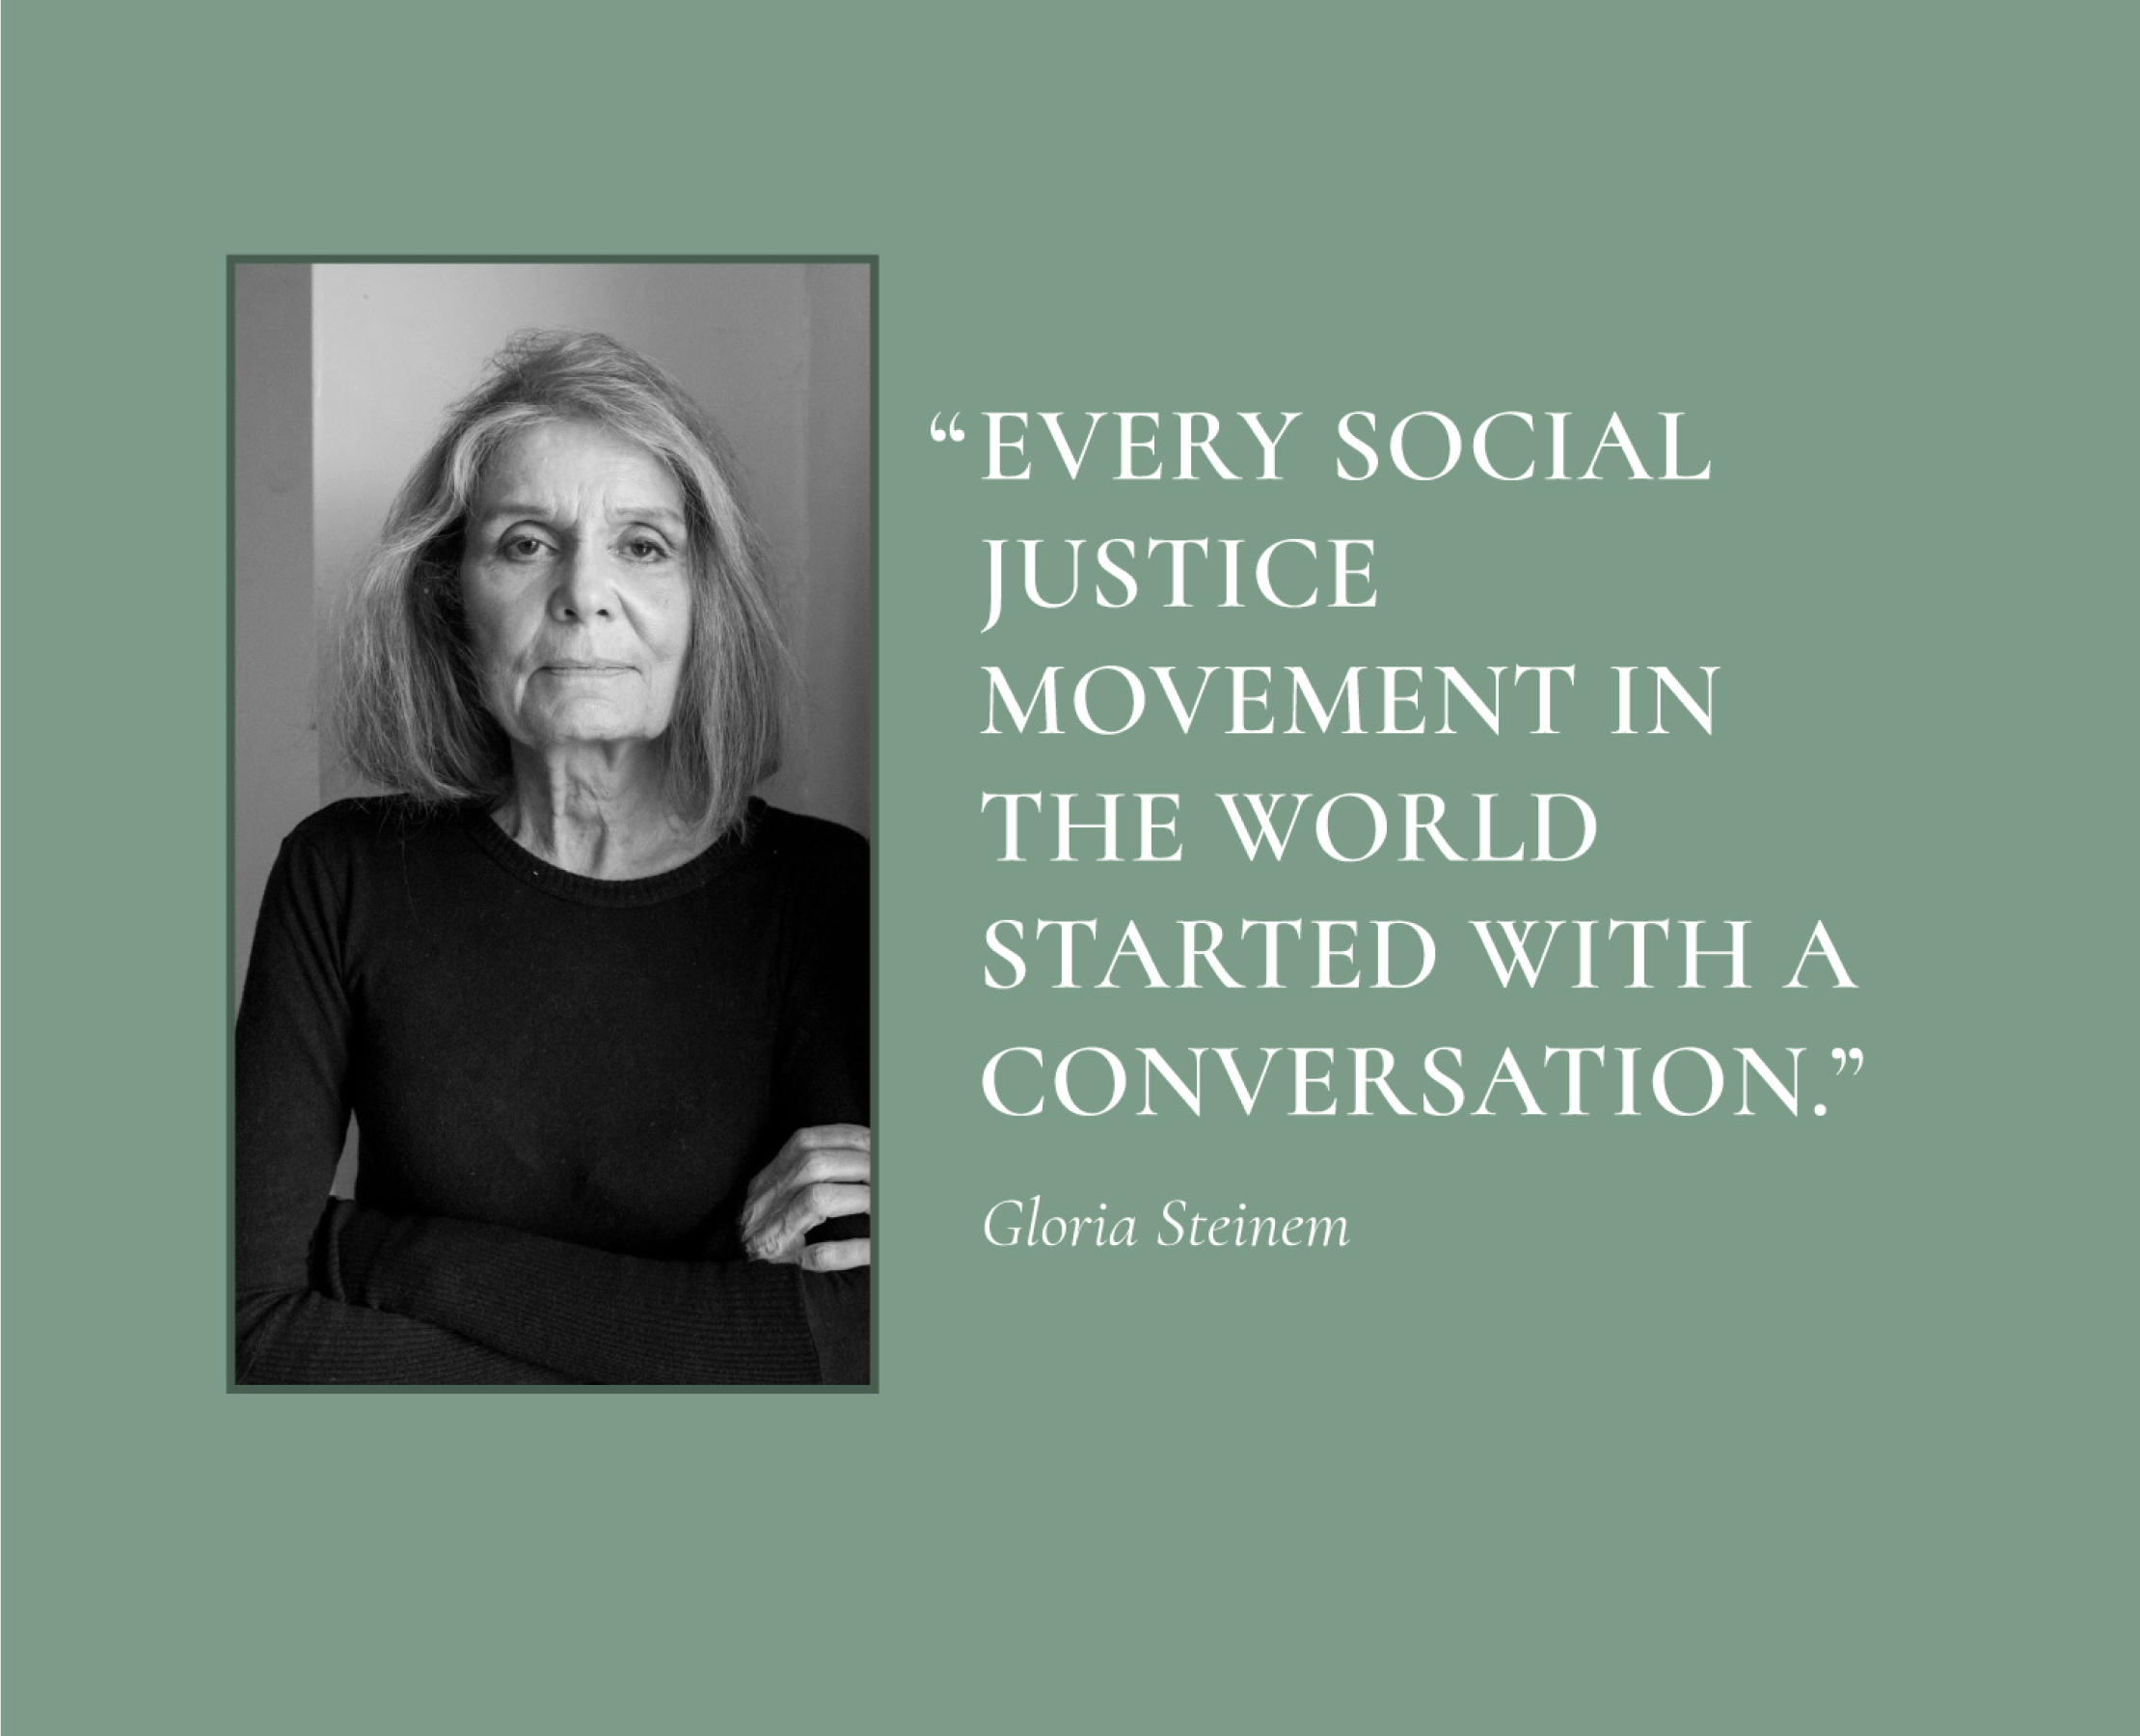 “EVERY SOCIAL
JUSTICE
MOVEMENT IN
THE WORLD
STARTED WITH A
CONVERSATION.”
Gloria Steinem